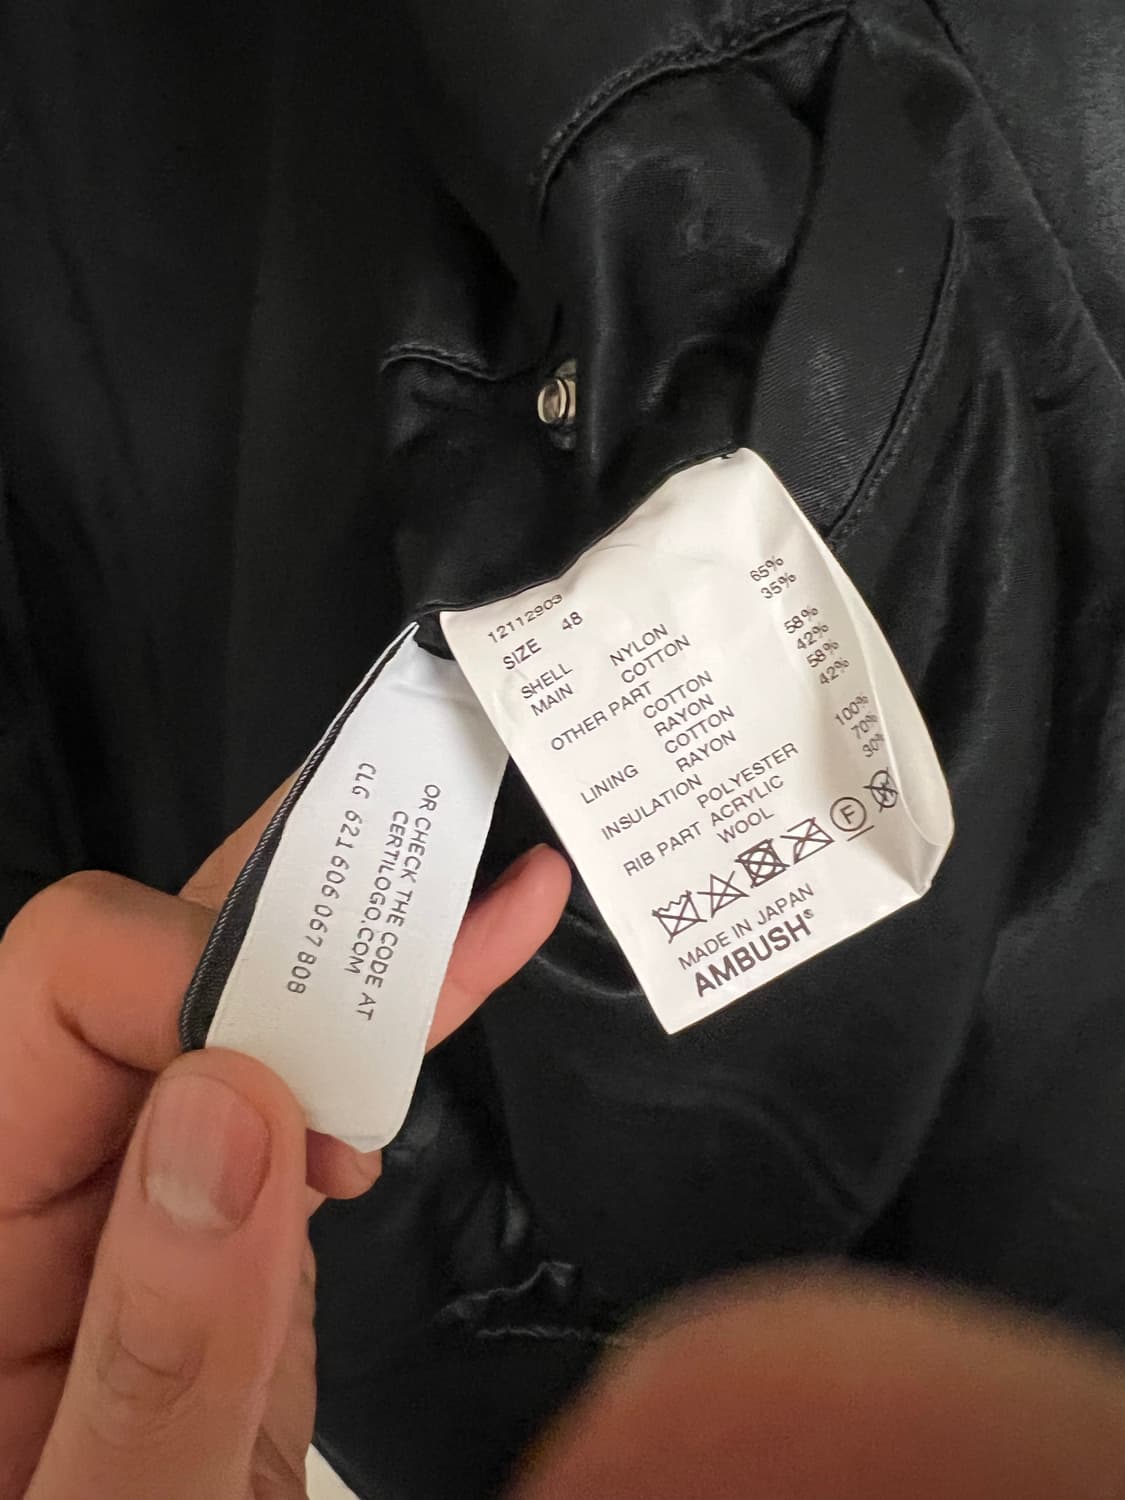 12112903
SIZE 48
SHELL
MAIN NYLON 65%
COTTON 35%
OTHER PART
COTTON 58%
RAYON 42%
LINING COTTON 58%
RAYON 42%
INSULATION
POLYESTER 100%
RIB PART ACRYLIC 70%
WOOL 30%
F
MADE IN JAPAN
AMBUSH®
OR CHECK THE CODE AT
CERTILOGO.COM
CLG 621 606 067 808